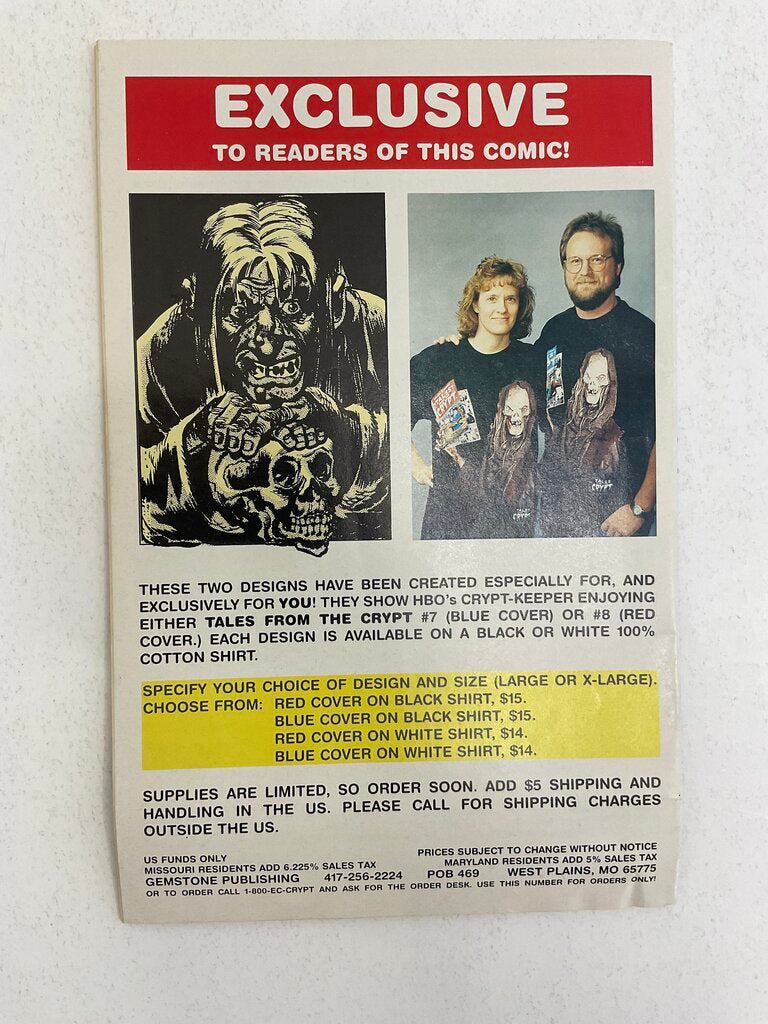 EXCLUSIVE
TO READERS OF THIS COMIC!
TALES
CRYPT
TALES
CRYPT
TALES
CRYPT
THESE TWO DESIGNS HAVE BEEN CREATED ESPECIALLY FOR, AND
EXCLUSIVELY FOR YOU! THEY SHOW HBO's CRYPT-KEEPER ENJOYING
EITHER TALES FROM THE CRYPT #7 (BLUE COVER) OR #8 (RED
COVER.) EACH DESIGN IS AVAILABLE ON A BLACK OR WHITE 100%
COTTON SHIRT.
SPECIFY YOUR CHOICE OF DESIGN AND SIZE (LARGE OR X-LARGE).
CHOOSE FROM: RED COVER ON BLACK SHIRT, $15.
BLUE COVER ON BLACK SHIRT, $15.
RED COVER ON WHITE SHIRT, $14.
BLUE COVER ON WHITE SHIRT, $14.
SUPPLIES ARE LIMITED, SO ORDER SOON. ADD $5 SHIPPING AND
HANDLING IN THE US. PLEASE CALL FOR SHIPPING CHARGES
OUTSIDE THE US.
US FUNDS ONLY PRICES SUBJECT TO CHANGE WITHOUT NOTICE
MISSOURI RESIDENTS ADD 6.225% SALES TAX MARYLAND RESIDENTS ADD 5% SALES TAX
GEMSTONE PUBLISHING 417-256-2224 POB 469 WEST PLAINS, MO 65775
OR TO ORDER CALL 1-800-EC-CRYPT AND ASK FOR THE ORDER DESK. USE THIS NUMBER FOR ORDERS ONLY!